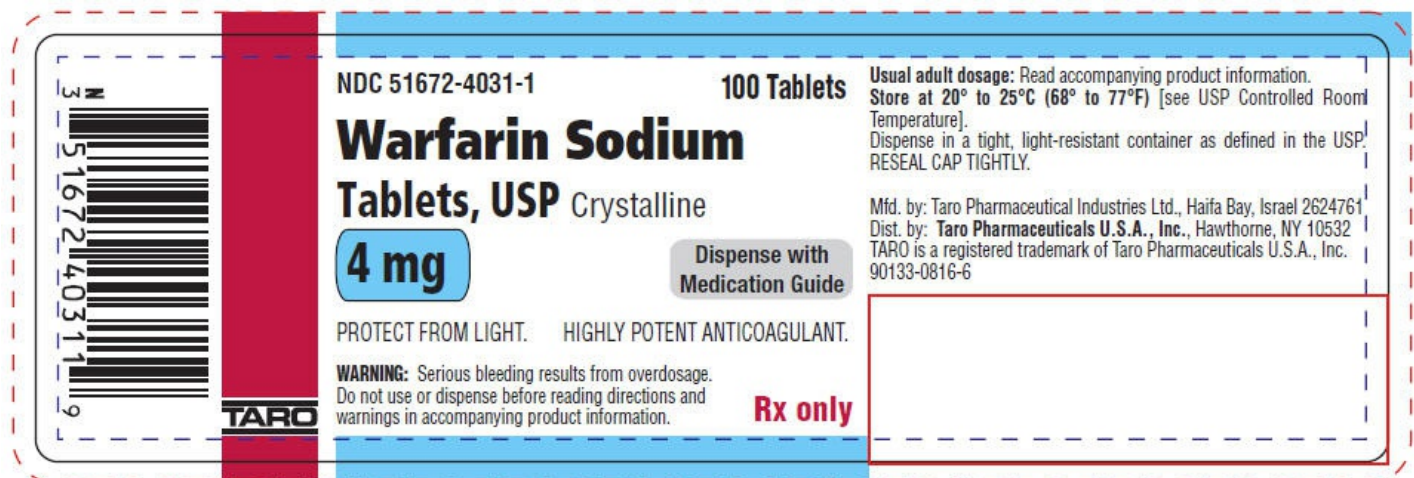 N
3 51672 40311 9
TARO
NDC 51672-4031-1 100 Tablets
Warfarin Sodium
Tablets, USP Crystalline
4 mg
Dispense with
Medication Guide
PROTECT FROM LIGHT. HIGHLY POTENT ANTICOAGULANT.
WARNING: Serious bleeding results from overdosage.
Do not use or dispense before reading directions and
warnings in accompanying product information.
Rx only
Usual adult dosage: Read accompanying product information.
Store at 20° to 25°C (68° to 77°F) [see USP Controlled Room
Temperature].
Dispense in a tight, light-resistant container as defined in the USP.
RESEAL CAP TIGHTLY.
Mfd. by: Taro Pharmaceutical Industries Ltd., Haifa Bay, Israel 2624761
Dist. by: Taro Pharmaceuticals U.S.A., Inc., Hawthorne, NY 10532
TARO is a registered trademark of Taro Pharmaceuticals U.S.A., Inc.
90133-0816-6